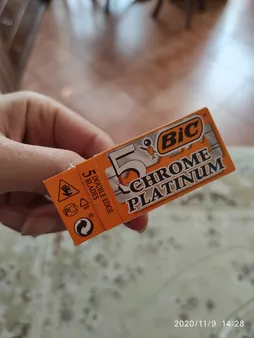 5
BiC
CHROME
PLATINUM
5 DOUBLE EDGE
BLADES
2020/11/9 14:28